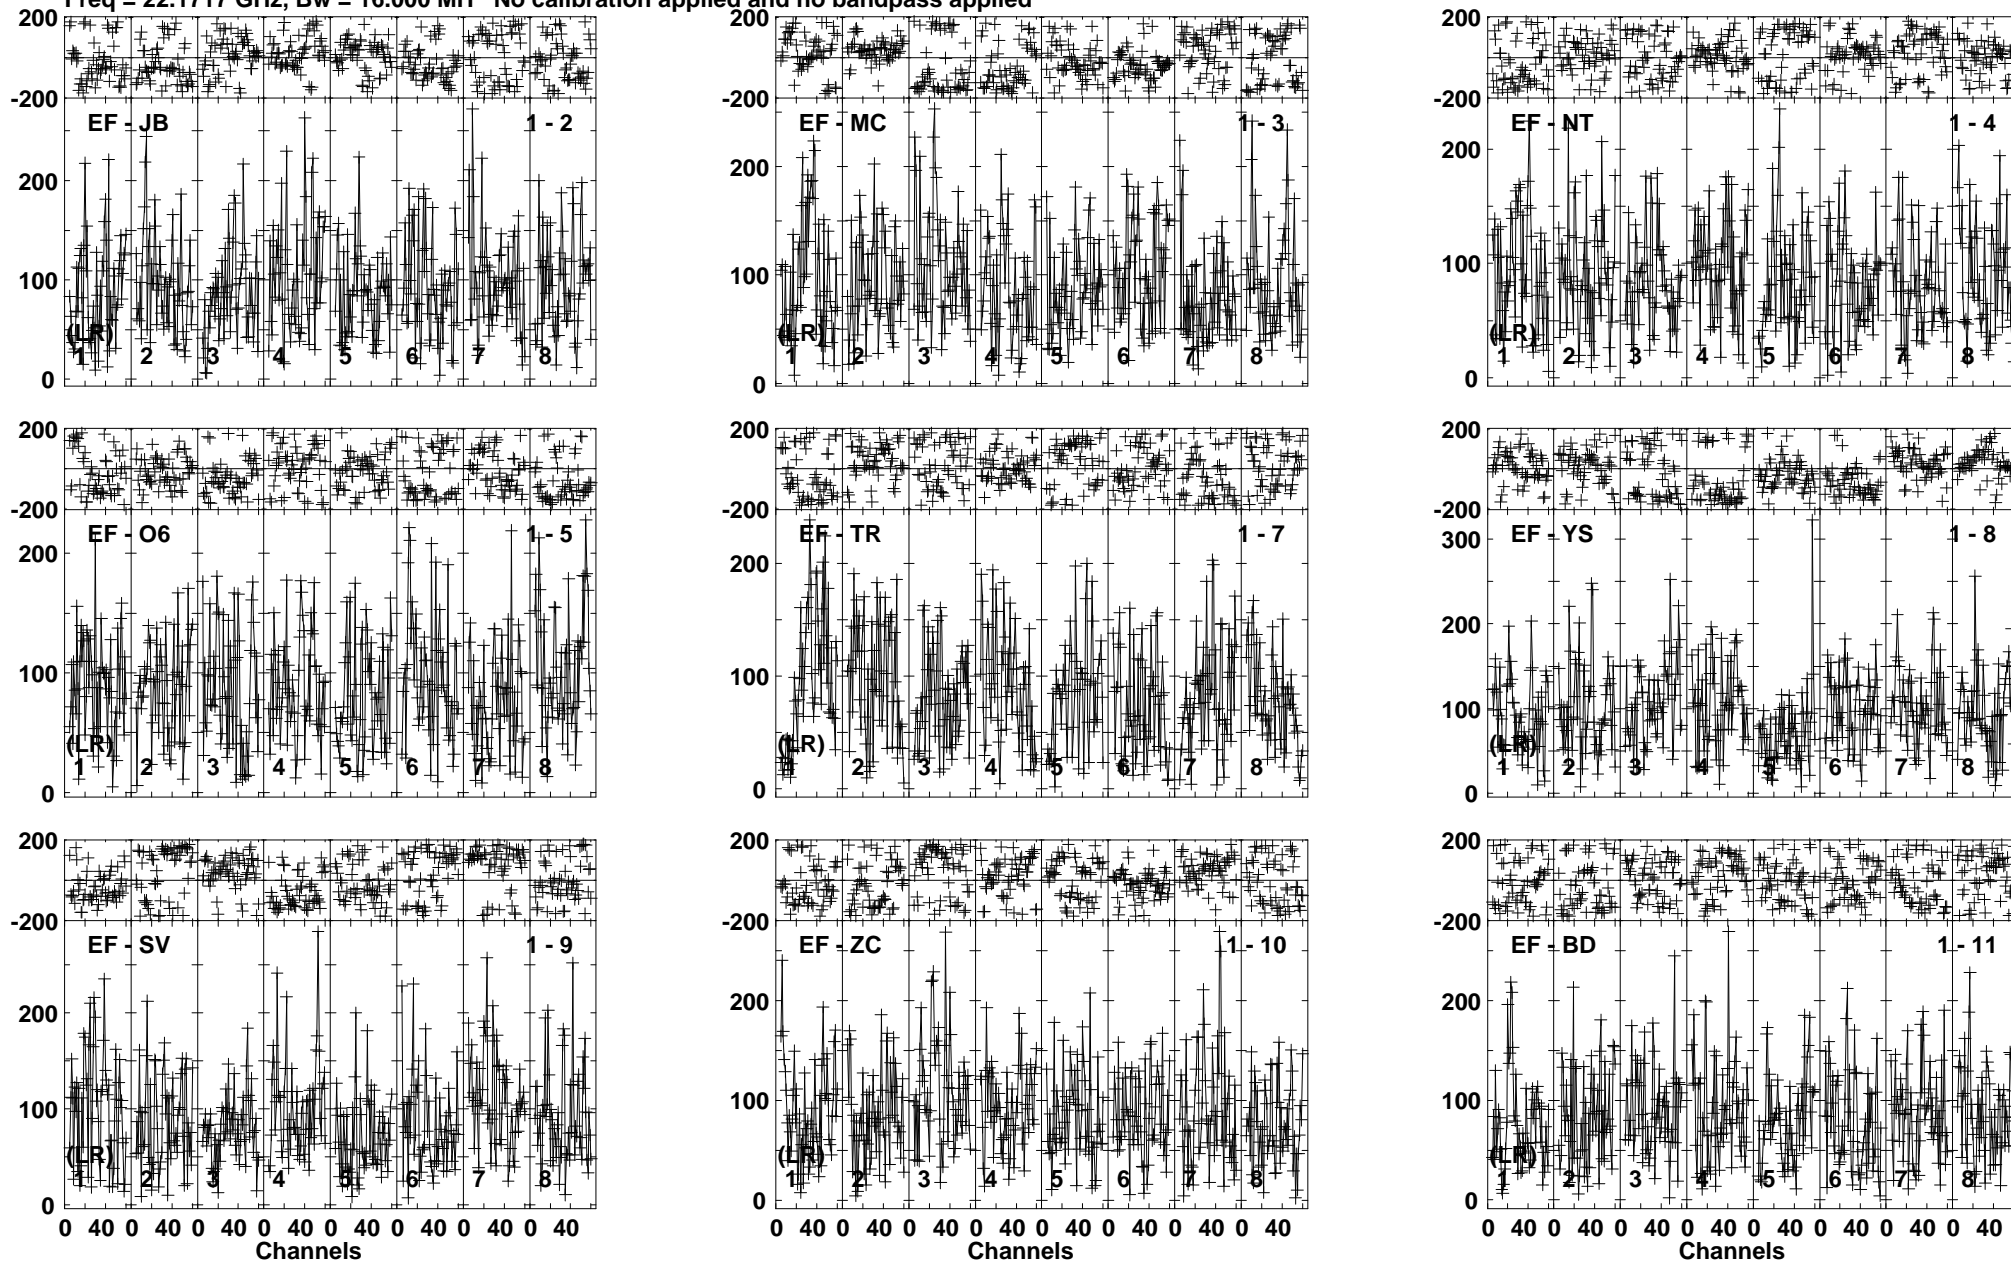 Freq = 22.1717 GHz, Bw = 16.000 MH No calibration applied and no bandpass applied
200 200 200
-200 -200 -200
EF - JB 1 - 2 EF - MC 1 - 3 EF - NT 1 - 4
200 200 200
100 100 100
(LR) (LR) (LR)
1 2 3 4 5 6 7 8 1 2 3 4 5 6 7 8 1 2 3 4 5 6 7 8
0 0 0
200 200 200
-200 -200 -200
EF - O6 1 - 5 EF - TR 1 - 7 EF - YS 1 - 8
300
200 200 200
100 100 100
(LR) (LR) (LR)
1 2 3 4 5 6 7 8 1 2 3 4 5 6 7 8 1 2 3 4 5 6 7 8
0 0 0
200 200 200
-200 -200 -200
EF - SV 1 - 9 EF - ZC 1 - 10 EF - BD 1 - 11
200 200 200
100 100 100
(LR) (LR) (LR)
1 2 3 4 5 6 7 8 1 2 3 4 5 6 7 8 1 2 3 4 5 6 7 8
0 0 0
0 40 0 40 0 40 0 40 0 40 0 40 0 40 0 40 0 40 0 40 0 40 0 40 0 40 0 40 0 40 0 40 0 40 0 40 0 40 0 40 0 40 0 40 0 40 0 40
Channels Channels Channels